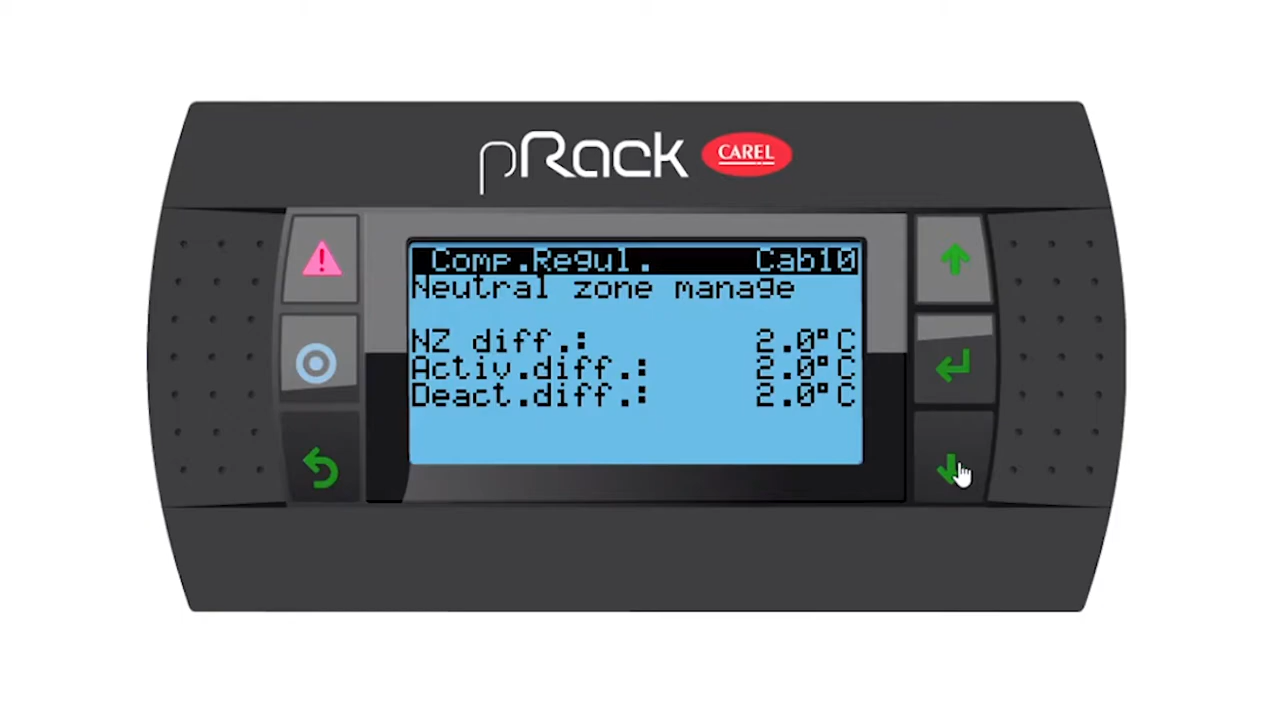 pRack CAREL
Comp.Regul. Cab10
Neutral zone manage
NZ diff.: 2.0°C
Activ.diff.: 2.0°C
Deact.diff.: 2.0°C